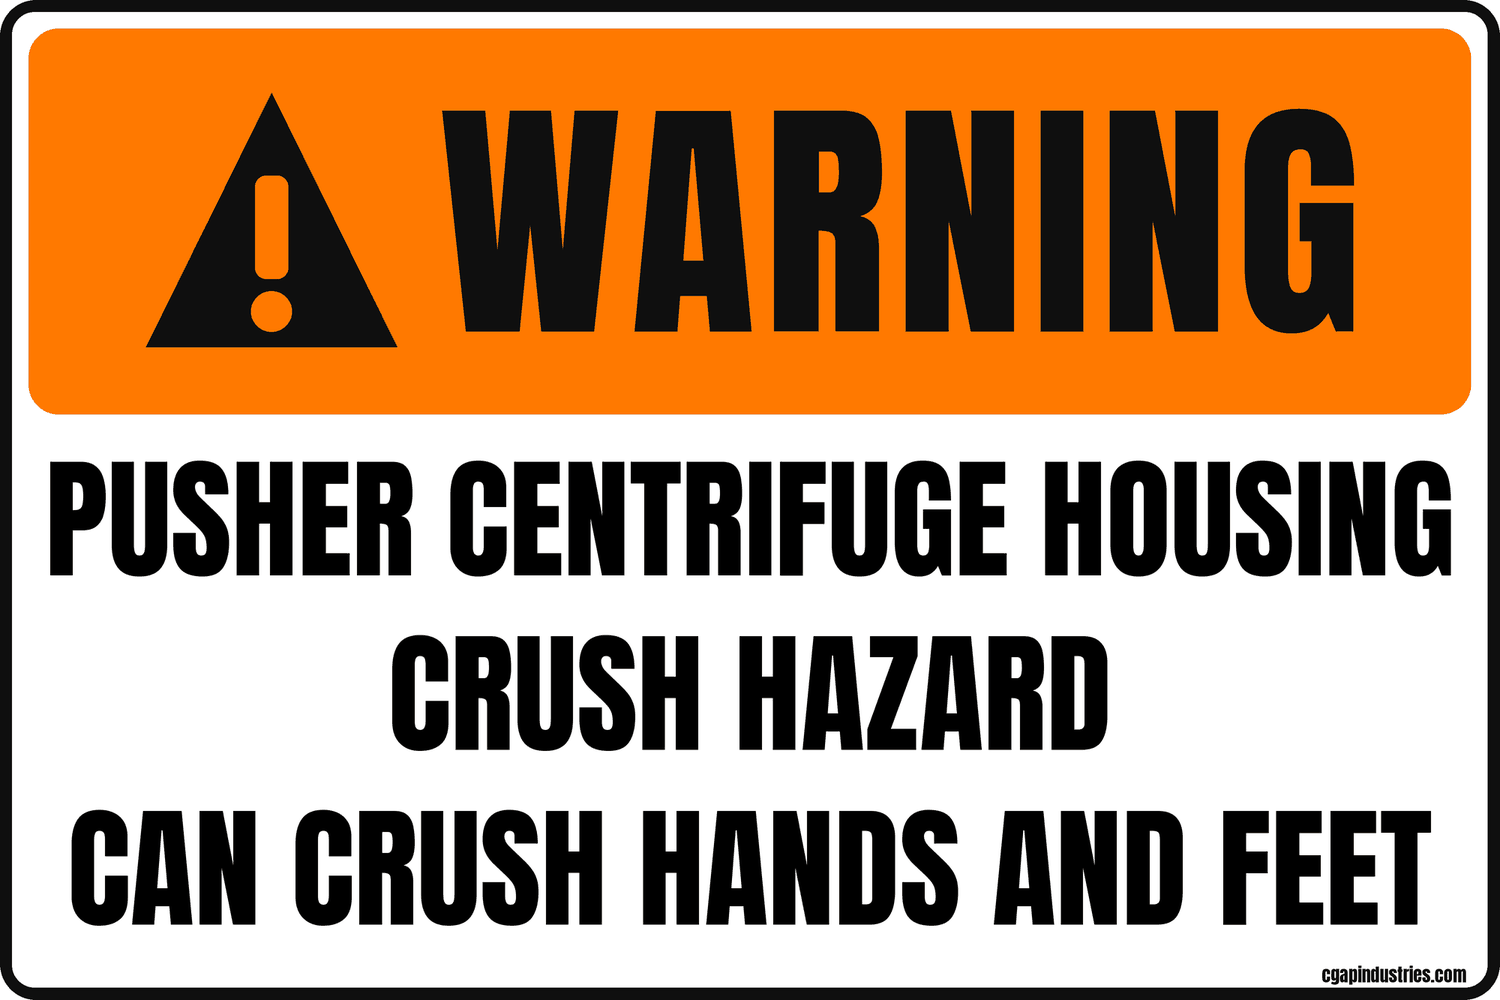 WARNING
PUSHER CENTRIFUGE HOUSING
CRUSH HAZARD
CAN CRUSH HANDS AND FEET
cgapindustries.com